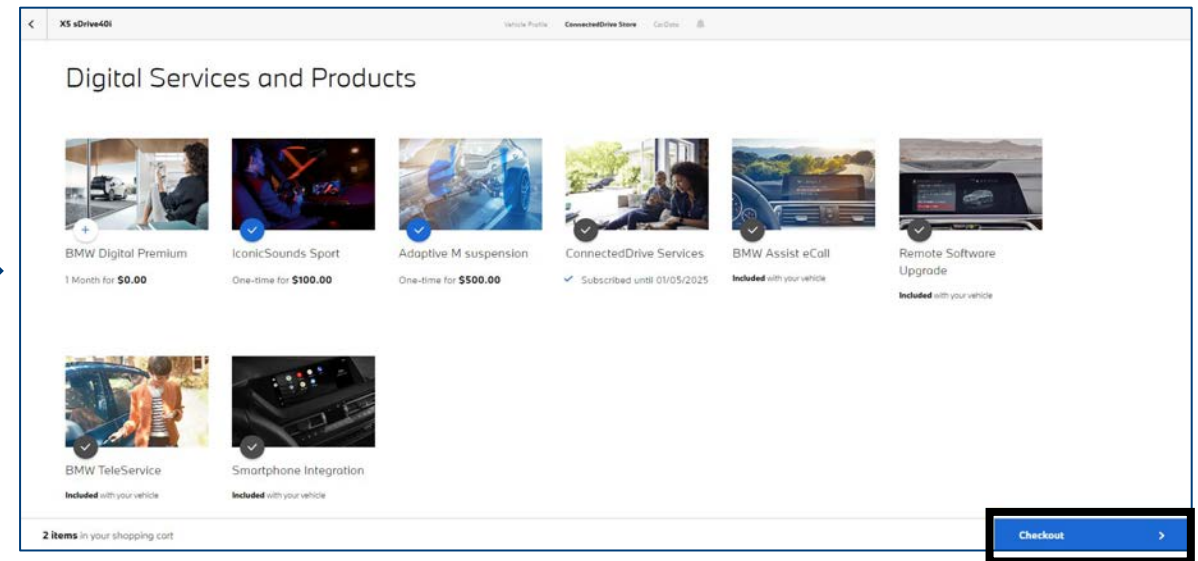 X5 sDrive40i
Vehicle Profile ConnectedDrive Store CarData
Digital Services and Products
BMW Digital Premium
1 Month for $0.00
IconicSounds Sport
One-time for $100.00
Adaptive M suspension
One-time for $500.00
ConnectedDrive Services
Subscribed until 01/05/2025
BMW Assist eCall
Included with your vehicle
Remote Software
Upgrade
Included with your vehicle
BMW TeleService
Included with your vehicle
Smartphone Integration
Included with your vehicle
2 items in your shopping cart
Checkout